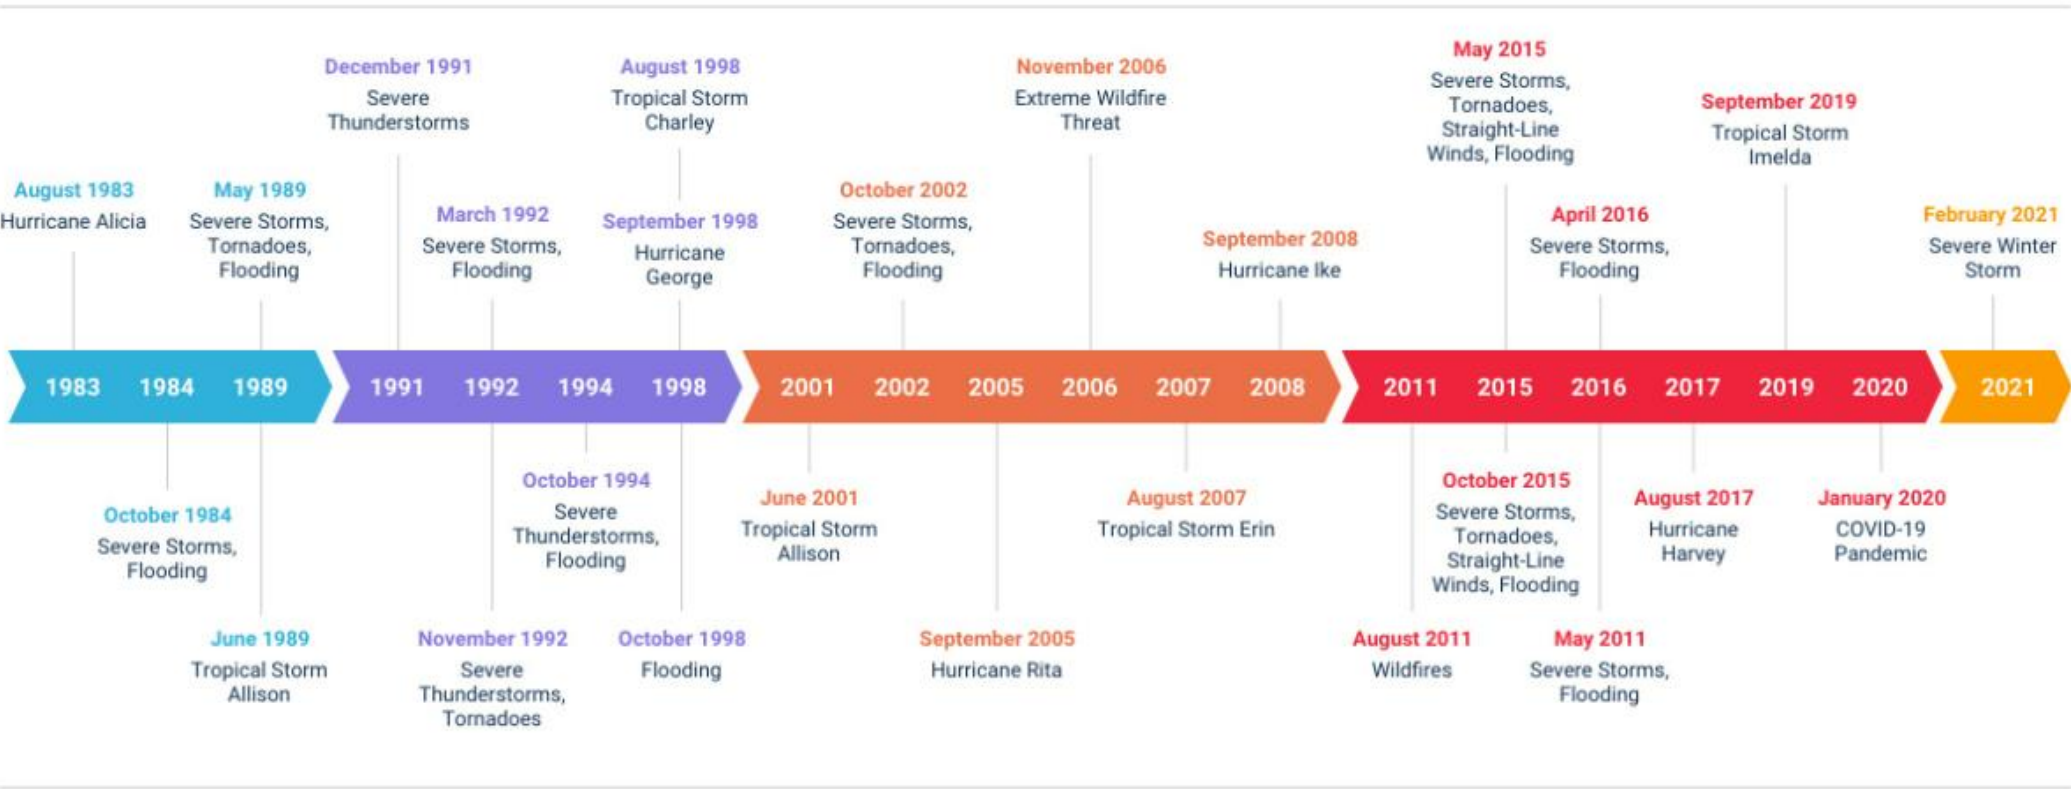 December 1991
Severe
Thunderstorms
August 1998
Tropical Storm
Charley
November 2006
Extreme Wildfire
Threat
May 2015
Severe Storms,
Tornadoes,
Straight-Line
Winds, Flooding
September 2019
Tropical Storm
Imelda
August 1983
Hurricane Alicia
May 1989
Severe Storms,
Tornadoes,
Flooding
March 1992
Severe Storms,
Flooding
September 1998
Hurricane
George
October 2002
Severe Storms,
Tornadoes,
Flooding
September 2008
Hurricane Ike
April 2016
Severe Storms,
Flooding
February 2021
Severe Winter
Storm
1983 1984 1989 1991 1992 1994 1998 2001 2002 2005 2006 2007 2008 2011 2015 2016 2017 2019 2020 2021
October 1984
Severe Storms,
Flooding
October 1994
Severe
Thunderstorms,
Flooding
June 2001
Tropical Storm
Allison
August 2007
Tropical Storm Erin
October 2015
Severe Storms,
Tornadoes,
Straight-Line
Winds, Flooding
August 2017
Hurricane
Harvey
January 2020
COVID-19
Pandemic
June 1989
Tropical Storm
Allison
November 1992
Severe
Thunderstorms,
Tornadoes
October 1998
Flooding
September 2005
Hurricane Rita
August 2011
Wildfires
May 2011
Severe Storms,
Flooding